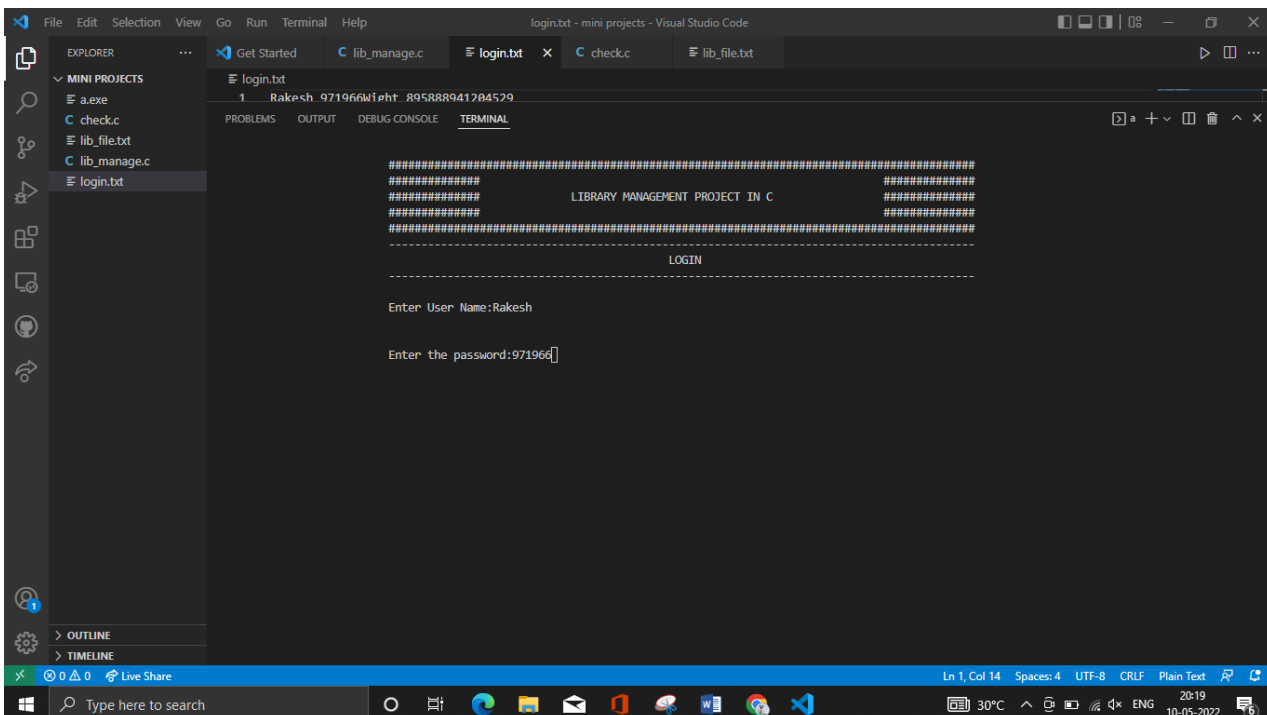 File Edit Selection View Go Run Terminal Help login.txt - mini projects - Visual Studio Code
EXPLORER ··· Get Started C lib_manage.c login.txt × C check.c lib_file.txt
MINI PROJECTS
login.txt
a.exe
1 Rakesh 971966Wight 895888941204529
C check.c
PROBLEMS OUTPUT DEBUG CONSOLE TERMINAL a
lib_file.txt
C lib_manage.c
login.txt
##########################################################################################
############## ##############
############## LIBRARY MANAGEMENT PROJECT IN C ##############
############## ##############
##########################################################################################
------------------------------------------------------------------------------------------
LOGIN
------------------------------------------------------------------------------------------
Enter User Name:Rakesh
Enter the password:971966
1
OUTLINE
TIMELINE
0 0 Live Share Ln 1, Col 14 Spaces: 4 UTF-8 CRLF Plain Text
Type here to search 30°C ENG 20:19
10-05-2022 6